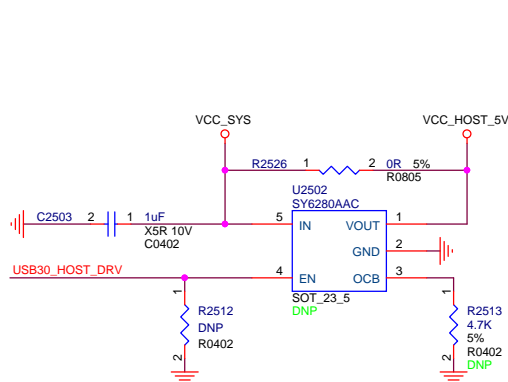 VCC_SYS
VCC_HOST_5V
R2526 1 2 0R 5%
R0805
U2502
SY6280AAC
C2503 2 1 1uF
X5R 10V
C0402
5 IN VOUT 1
GND 2
USB30_HOST_DRV
4 EN OCB 3
SOT_23_5
DNP
1
R2512
DNP
R0402
2
1
R2513
4.7K
5%
R0402
DNP
2